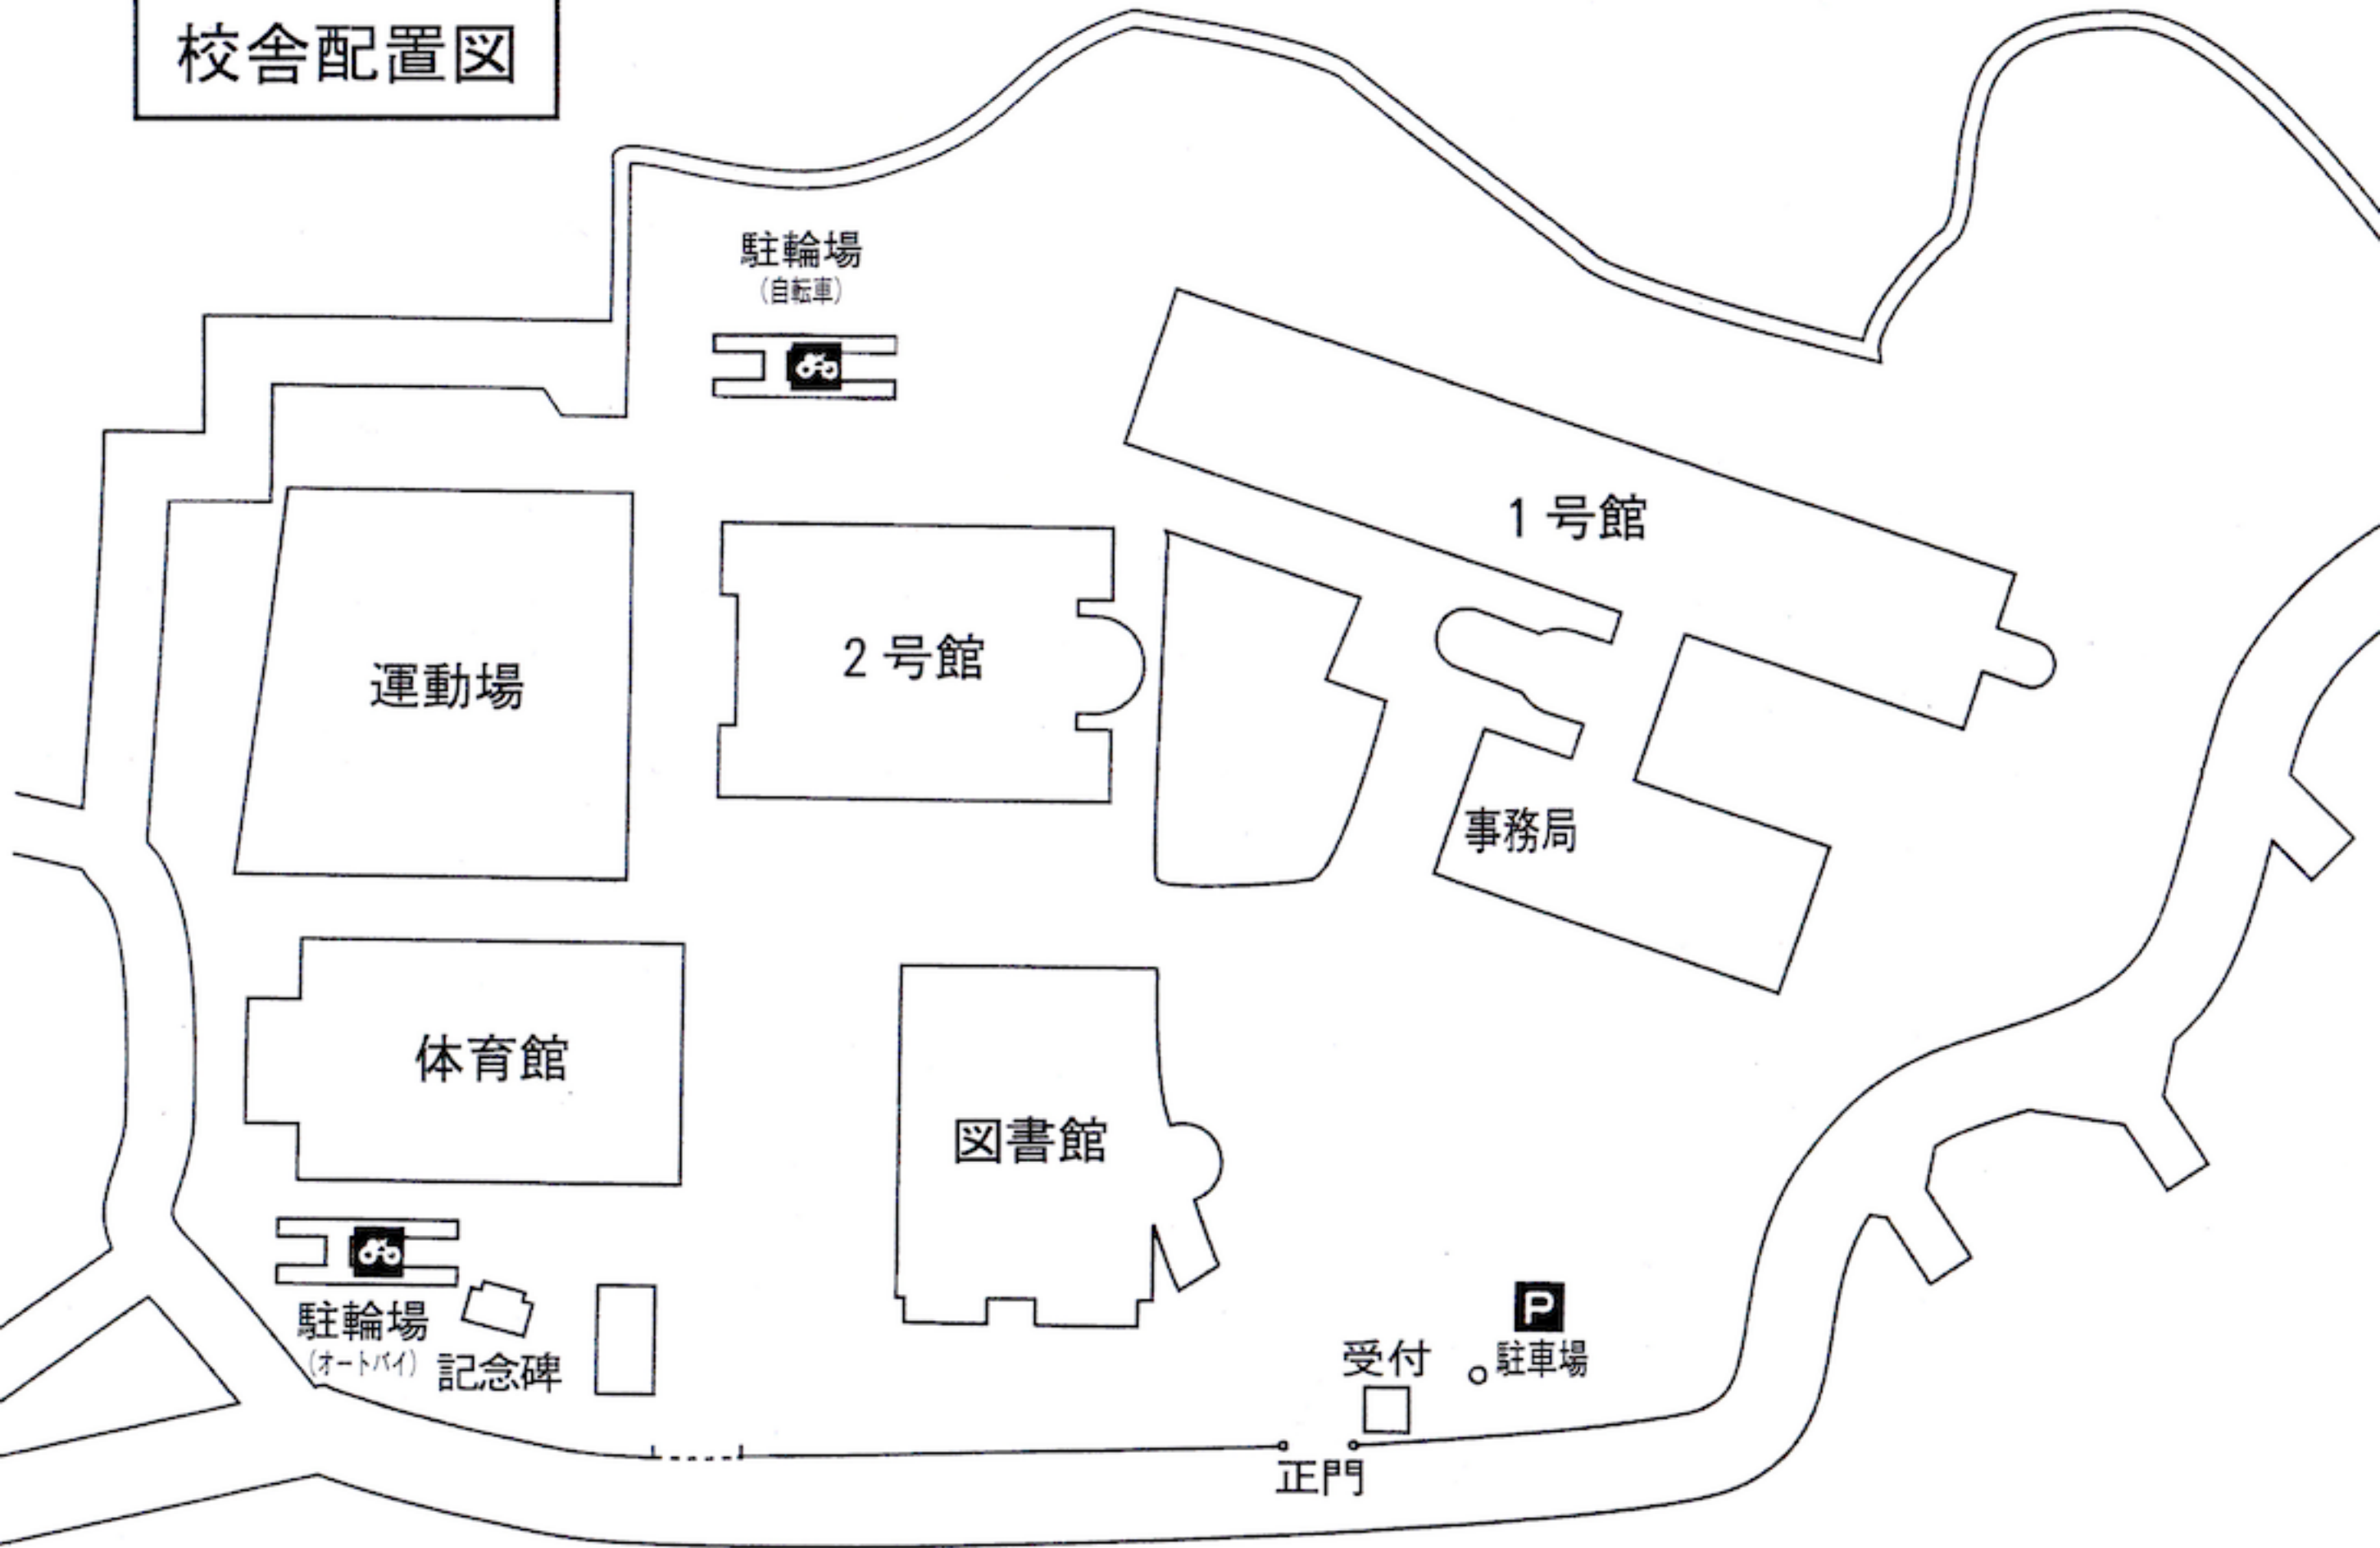 校舎配置図
駐輪場
（自転車）
1号館
2号館
運動場
事務局
体育館
図書館
P
駐車場
受付
駐輪場
（オートバイ）
記念碑
正門